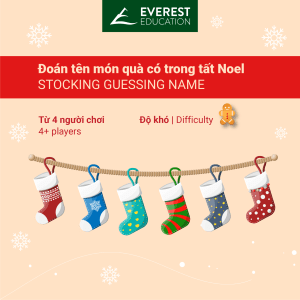 EVEREST
EDUCATION
Đoán tên món quà có trong tất Noel
STOCKING GUESSING NAME
Từ 4 người chơi
4+ players
Độ khó | Difficulty